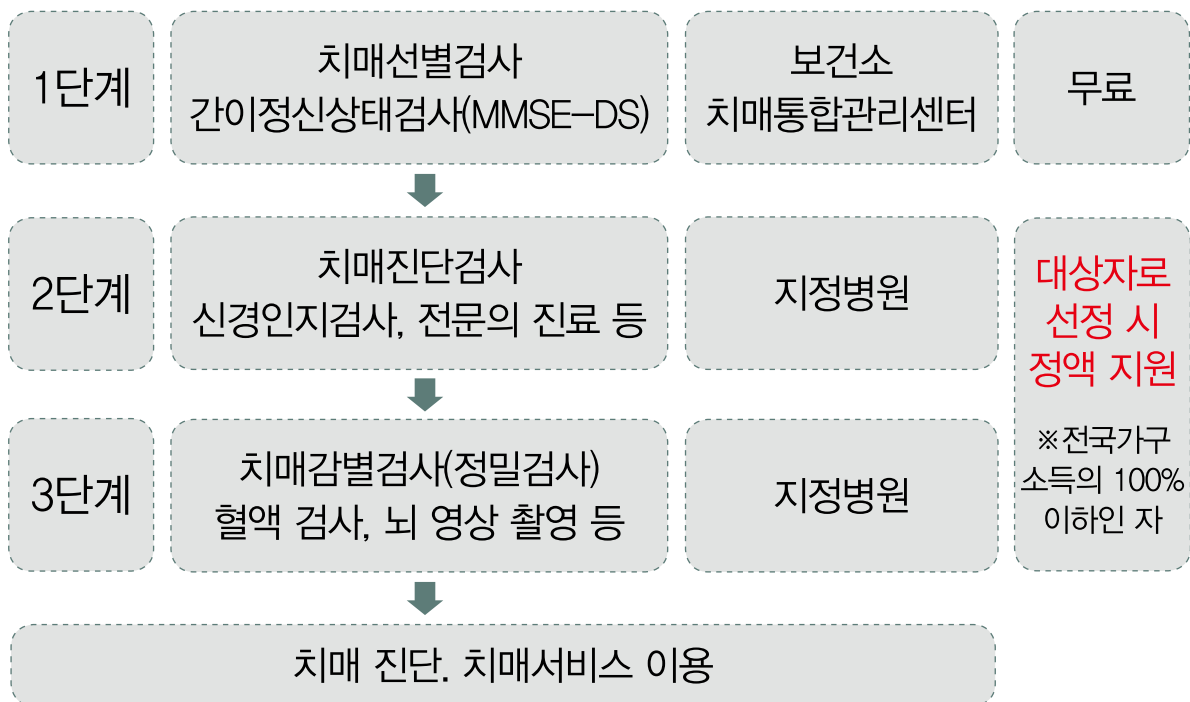 1단계
치매선별검사
간이정신상태검사(MMSE-DS)
보건소
치매통합관리센터
무료
2단계
치매진단검사
신경인지검사, 전문의 진료 등
지정병원
대상자로
선정 시
정액 지원
※전국가구
소득의 100%
이하인 자
3단계
치매감별검사(정밀검사)
혈액 검사, 뇌 영상 촬영 등
지정병원
치매 진단. 치매서비스 이용